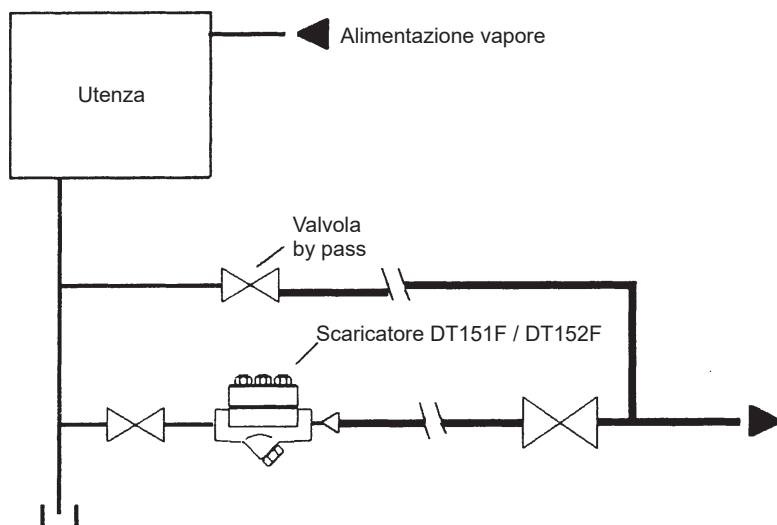 Alimentazione vapore
Utenza
Valvola
by pass
Scaricatore DT151F / DT152F